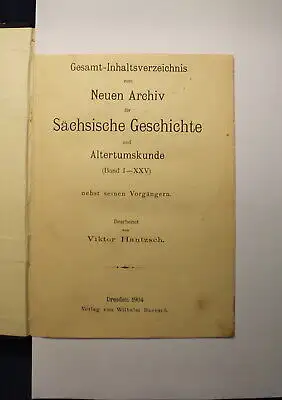 Gesamt-Inhaltsverzeichnis
zum
Neuen Archiv
für
Sächsische Geschichte
und
Altertumskunde
(Band I—XXV)
nebst seinen Vorgängern.
Bearbeitet
von
Viktor Hantzsch.
Dresden 1904
Verlag von Wilhelm Baensch.